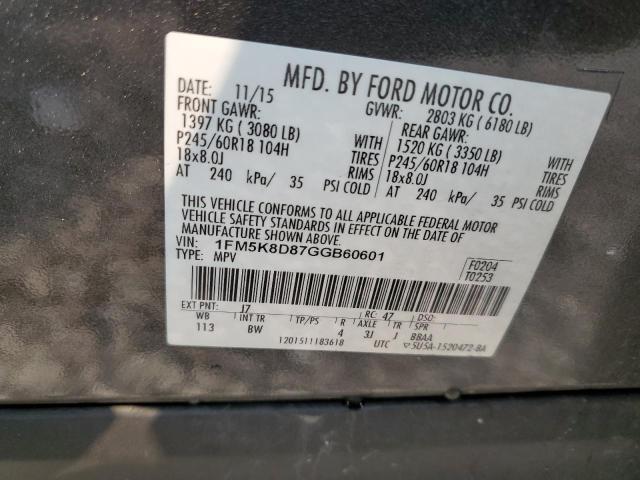 MFD. BY FORD MOTOR CO.
DATE: 11/15 GVWR: 2803 KG ( 6180 LB)
FRONT GAWR: REAR GAWR:
1397 KG ( 3080 LB) 1520 KG ( 3350 LB)
P245/60R18 104H TIRES P245/60R18 104H TIRES
18x8.0J RIMS 18x8.0J RIMS
AT 240 kPa/ 35 PSI COLD AT 240 kPa/ 35 PSI COLD
THIS VEHICLE CONFORMS TO ALL APPLICABLE FEDERAL MOTOR
VEHICLE SAFETY STANDARDS IN EFFECT ON THE DATE OF
MANUFACTURE SHOWN ABOVE.
VIN: 1FM5K8D87GGB60601 F0204
TYPE: MPV T0253
EXT PNT: J7 RC: 47 DSO:
WB INT TR TP/PS R AXLE TR SPR
113 BW 4 3J J BBAA
1201511183618 UTC 5U5A-1520472-BA